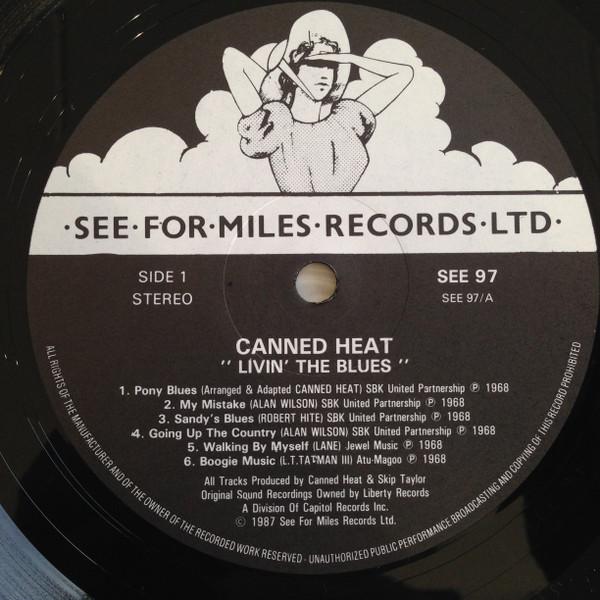 ·SEE·FOR·MILES·RECORDS·LTD·
SIDE 1
STEREO
SEE 97
SEE 97/A
CANNED HEAT
'' LIVIN' THE BLUES ''
1. Pony Blues (Arranged & Adapted CANNED HEAT) SBK United Partnership ℗ 1968
2. My Mistake (ALAN WILSON) SBK United Partnership ℗ 1968
3. Sandy's Blues (ROBERT HITE) SBK United Partnership ℗ 1968
4. Going Up The Country (ALAN WILSON) SBK United Partnership ℗ 1968
5. Walking By Myself (LANE) Jewel Music ℗ 1968
6. Boogie Music (L.T.TATMAN III) Atu-Magoo ℗ 1968
All Tracks Produced by Canned Heat & Skip Taylor
Original Sound Recordings Owned by Liberty Records
A Division Of Capitol Records Inc.
© 1987 See For Miles Records Ltd.
ALL RIGHTS OF THE MANUFACTURER AND OF THE OWNER OF THE RECORDED WORK RESERVED - UNAUTHORIZED PUBLIC PERFORMANCE BROADCASTING AND COPYING OF THIS RECORD PROHIBITED